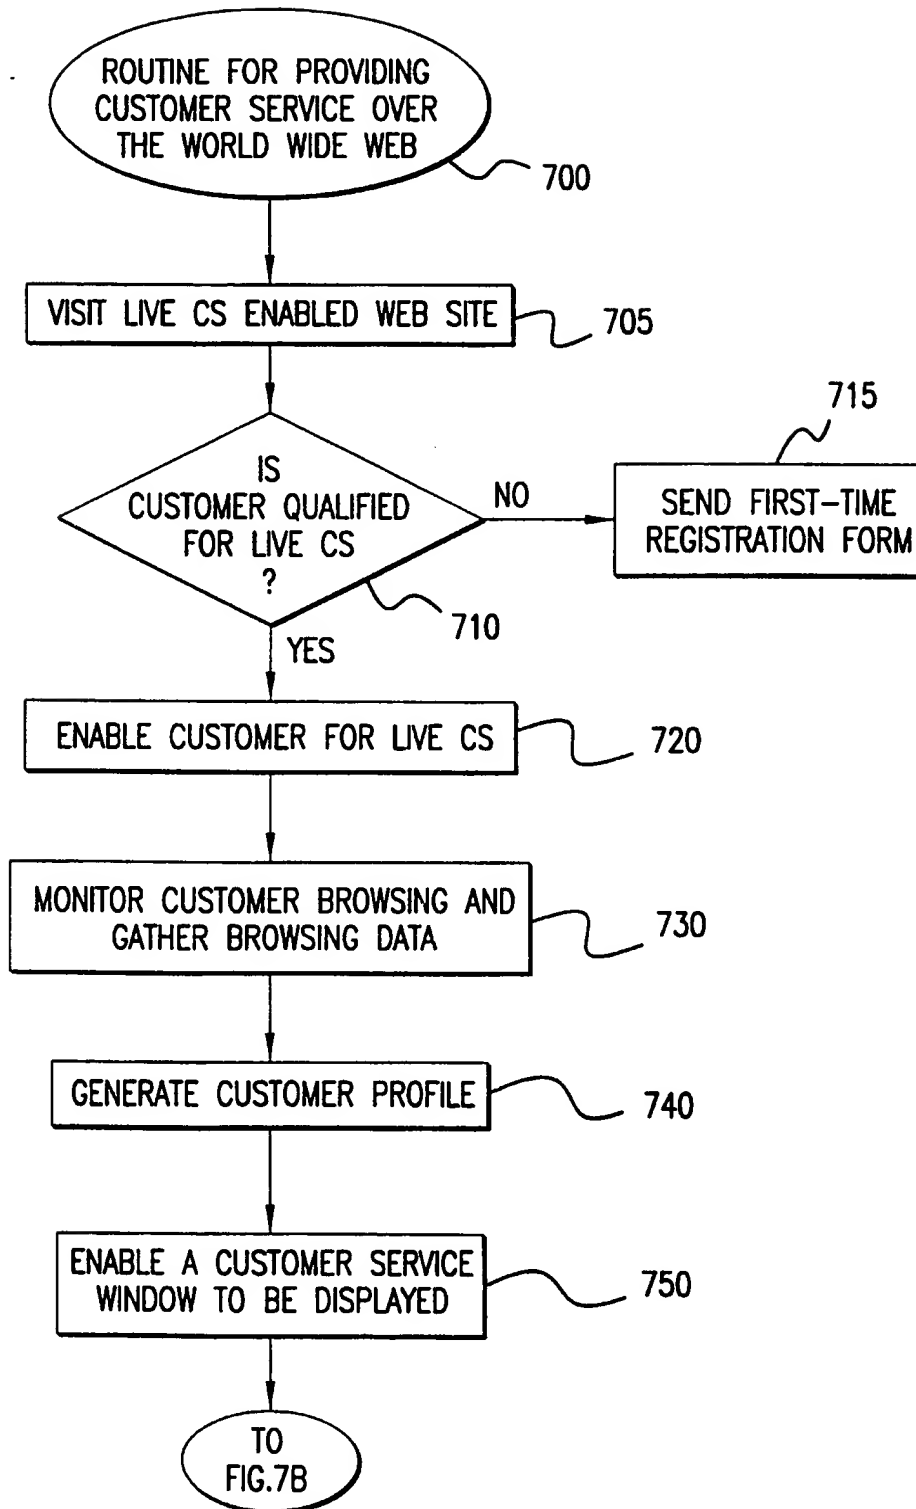 ROUTINE FOR PROVIDING
CUSTOMER SERVICE OVER
THE WORLD WIDE WEB
700
VISIT LIVE CS ENABLED WEB SITE
705
IS
CUSTOMER QUALIFIED
FOR LIVE CS
?
710
NO
715
SEND FIRST-TIME
REGISTRATION FORM
YES
ENABLE CUSTOMER FOR LIVE CS
720
MONITOR CUSTOMER BROWSING AND
GATHER BROWSING DATA
730
GENERATE CUSTOMER PROFILE
740
ENABLE A CUSTOMER SERVICE
WINDOW TO BE DISPLAYED
750
TO
FIG.7B